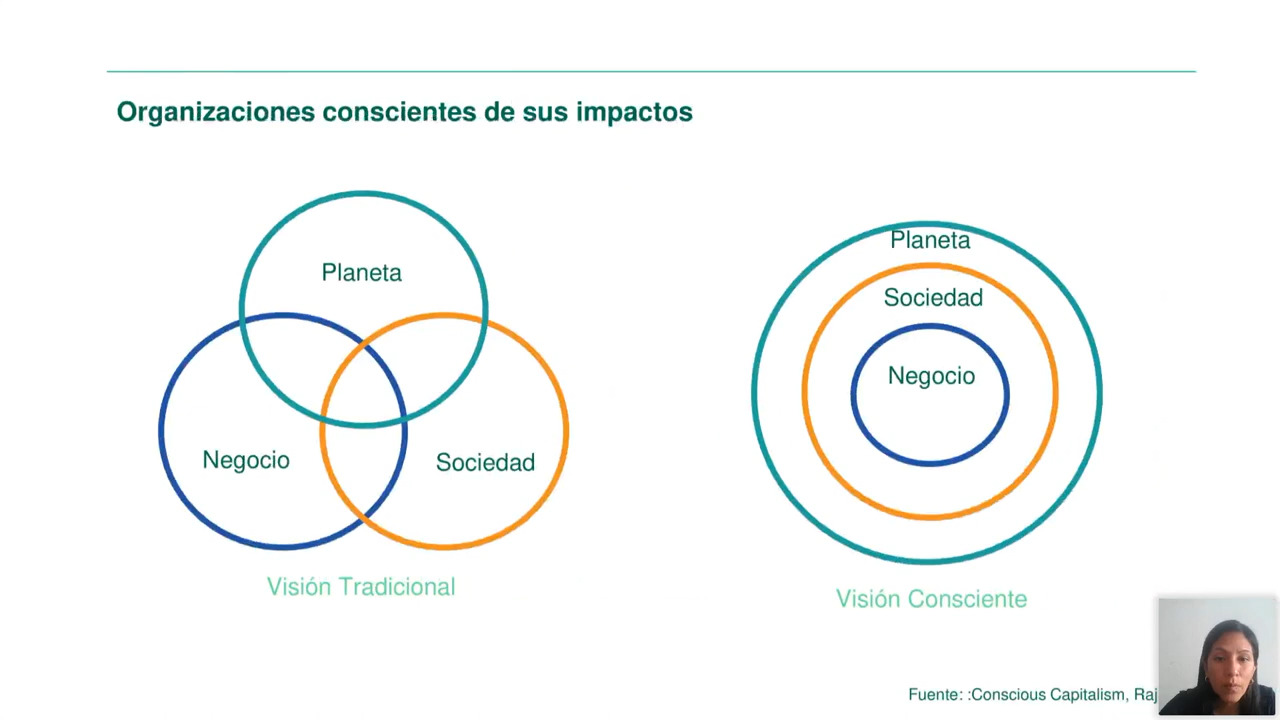 Organizaciones conscientes de sus impactos
Planeta
Negocio
Sociedad
Visión Tradicional
Planeta
Sociedad
Negocio
Visión Consciente
Fuente: :Conscious Capitalism, Raj